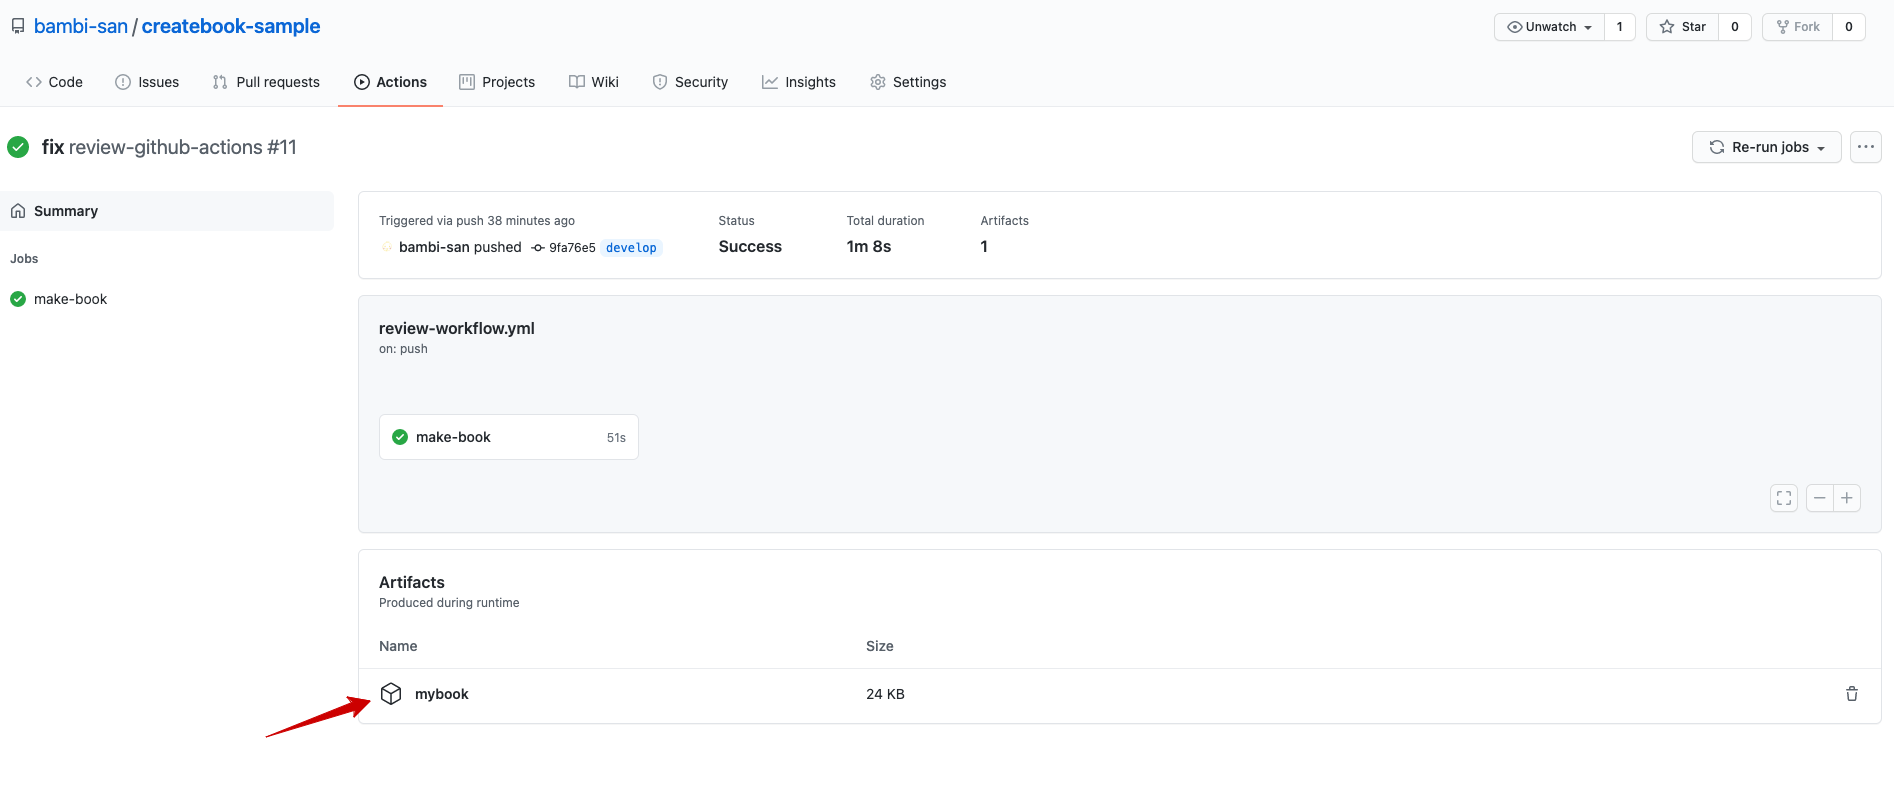 bambi-san / createbook-sample
Unwatch 1 Star 0 Fork 0
Code Issues Pull requests Actions Projects Wiki Security Insights Settings
fix review-github-actions #11
Re-run jobs
Summary
Jobs
make-book
Triggered via push 38 minutes ago
bambi-san pushed 9fa76e5 develop
Status
Success
Total duration
1m 8s
Artifacts
1
review-workflow.yml
on: push
make-book 51s
Artifacts
Produced during runtime
Name Size
mybook 24 KB